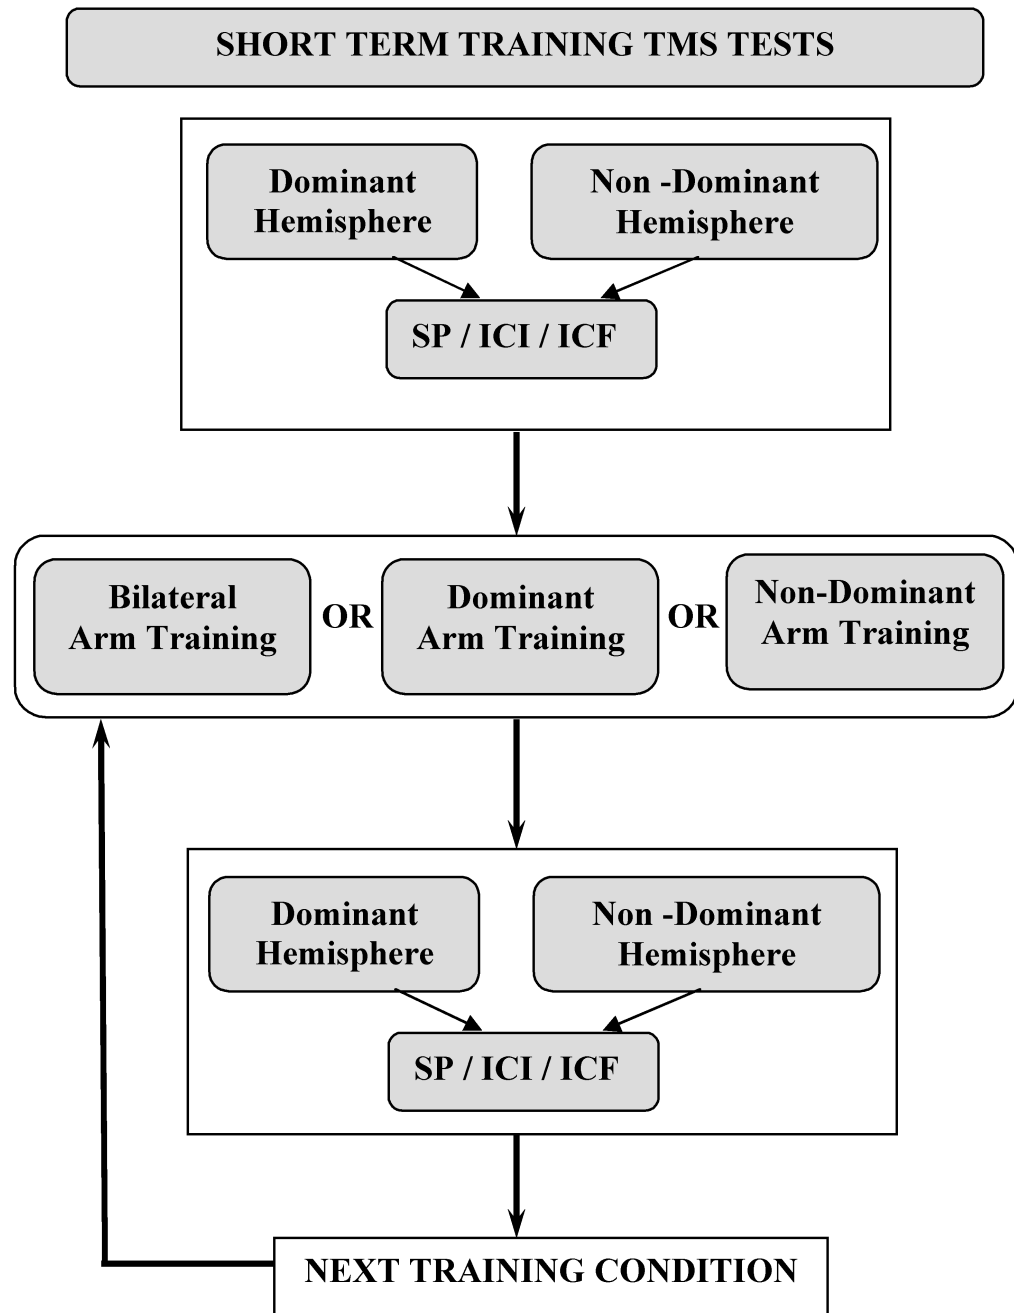 SHORT TERM TRAINING TMS TESTS
Dominant
Hemisphere
Non -Dominant
Hemisphere
SP / ICI / ICF
Bilateral
Arm Training
OR
Dominant
Arm Training
OR
Non-Dominant
Arm Training
Dominant
Hemisphere
Non -Dominant
Hemisphere
SP / ICI / ICF
NEXT TRAINING CONDITION